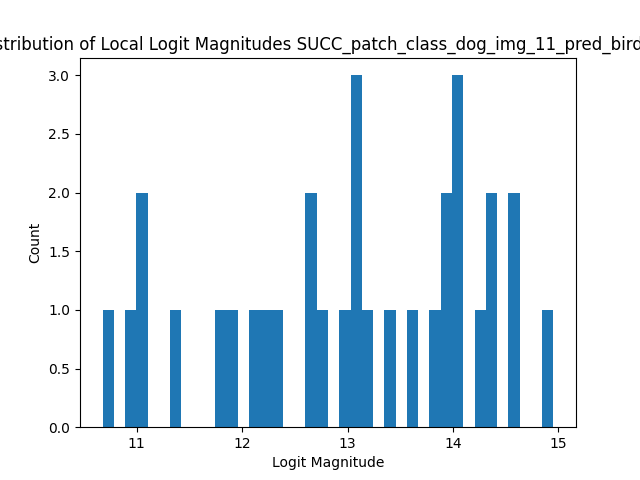 stribution of Local Logit Magnitudes SUCC_patch_class_dog_img_11_pred_bird
3.0
2.5
2.0
1.5
1.0
0.5
0.0
Count
11 12 13 14 15
Logit Magnitude